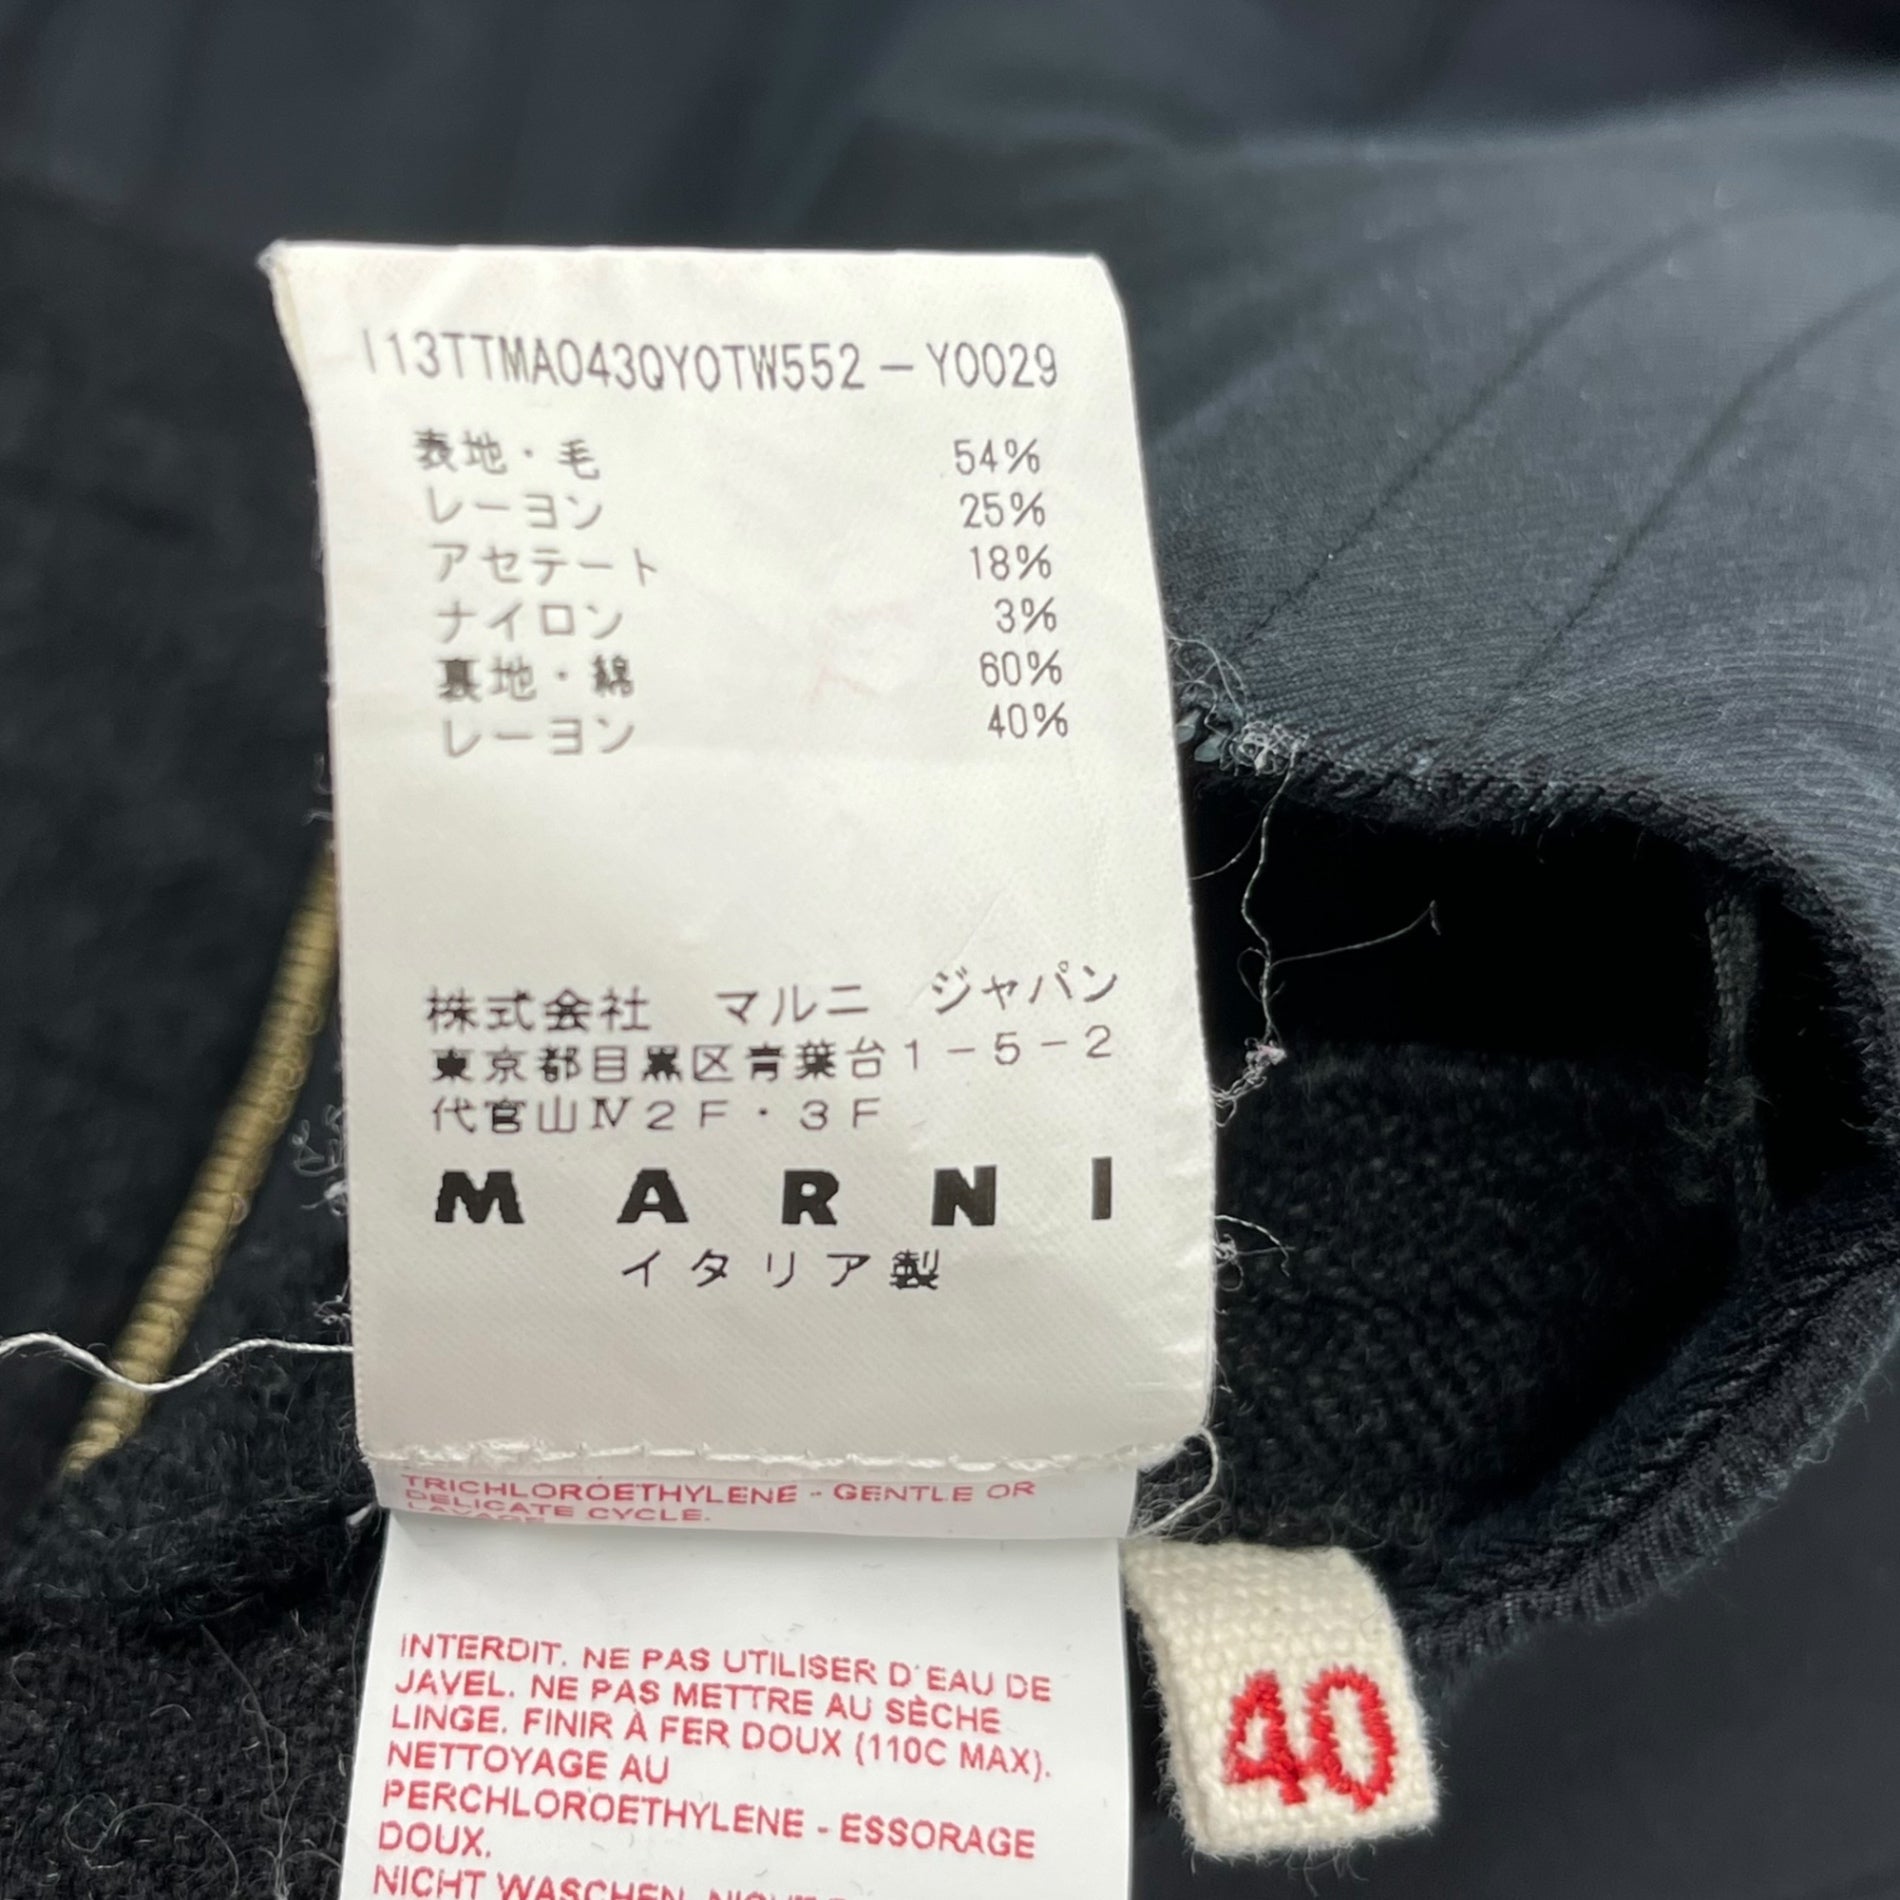 I13TTMA043QY0TW552-Y0029
表地・毛 54%
レーヨン 25%
アセテート 18%
ナイロン 3%
裏地・綿 60%
レーヨン 40%
株式会社 マルニ ジャパン
東京都目黒区青葉台1-5-2
代官山Ⅳ2F・3F
MARNI
イタリア製
TRICHLOROETHYLENE - GENTLE OR
DELICATE CYCLE.
LAVAGE
INTERDIT. NE PAS UTILISER D'EAU DE
JAVEL. NE PAS METTRE AU SÈCHE
LINGE. FINIR À FER DOUX (110C MAX).
NETTOYAGE AU
PERCHLOROETHYLENE - ESSORAGE
DOUX.
NICHT WASCHEN.
40